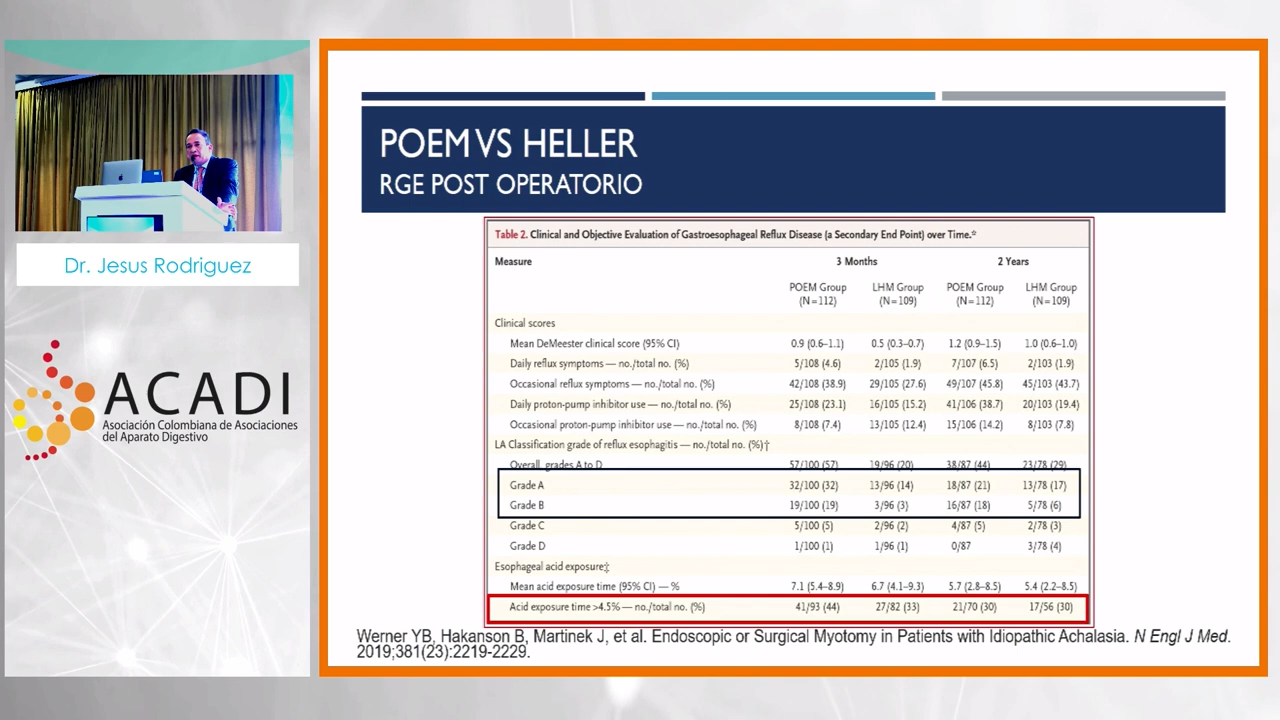 Dr. Jesus Rodriguez
ACADI
Asociación Colombiana de Asociaciones
del Aparato Digestivo
POEM VS HELLER
RGE POST OPERATORIO
Table 2. Clinical and Objective Evaluation of Gastroesophageal Reflux Disease (a Secondary End Point) over Time.*
Measure 3 Months 2 Years
POEM Group LHM Group POEM Group LHM Group
(N=112) (N=109) (N=112) (N=109)
Clinical scores
Mean DeMeester clinical score (95% CI) 0.9 (0.6–1.1) 0.5 (0.3–0.7) 1.2 (0.9–1.5) 1.0 (0.6–1.0)
Daily reflux symptoms — no./total no. (%) 5/108 (4.6) 2/105 (1.9) 7/107 (6.5) 2/103 (1.9)
Occasional reflux symptoms — no./total no. (%) 42/108 (38.9) 29/105 (27.6) 49/107 (45.8) 45/103 (43.7)
Daily proton-pump inhibitor use — no./total no. (%) 25/108 (23.1) 16/105 (15.2) 41/106 (38.7) 20/103 (19.4)
Occasional proton-pump inhibitor use — no./total no. (%) 8/108 (7.4) 13/105 (12.4) 15/106 (14.2) 8/103 (7.8)
LA Classification grade of reflux esophagitis — no./total no. (%)†
Overall, grades A to D 57/100 (57) 19/96 (20) 38/87 (44) 23/78 (29)
Grade A 32/100 (32) 13/96 (14) 18/87 (21) 13/78 (17)
Grade B 19/100 (19) 3/96 (3) 16/87 (18) 5/78 (6)
Grade C 5/100 (5) 2/96 (2) 4/87 (5) 2/78 (3)
Grade D 1/100 (1) 1/96 (1) 0/87 3/78 (4)
Esophageal acid exposure‡
Mean acid exposure time (95% CI) — % 7.1 (5.4–8.9) 6.7 (4.1–9.3) 5.7 (2.8–8.5) 5.4 (2.2–8.5)
Acid exposure time >4.5% — no./total no. (%) 41/93 (44) 27/82 (33) 21/70 (30) 17/56 (30)
Werner YB, Hakanson B, Martinek J, et al. Endoscopic or Surgical Myotomy in Patients with Idiopathic Achalasia. N Engl J Med.
2019;381(23):2219-2229.